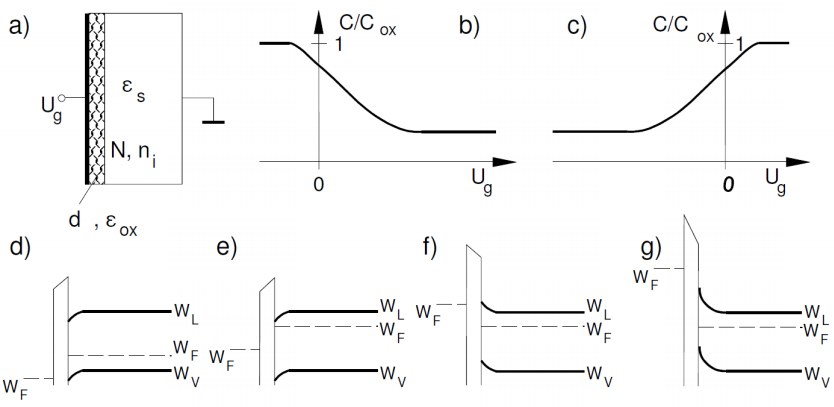 a)
U_g
ε_s
N, n_i
d , ε_ox
C/C_ox
b)
1
0
U_g
c)
C/C_ox
1
0
U_g
d)
W_L
W_F
W_V
W_F
e)
W_L
W_F
W_V
W_F
f)
W_F
W_L
W_F
W_V
g)
W_F
W_L
W_F
W_V